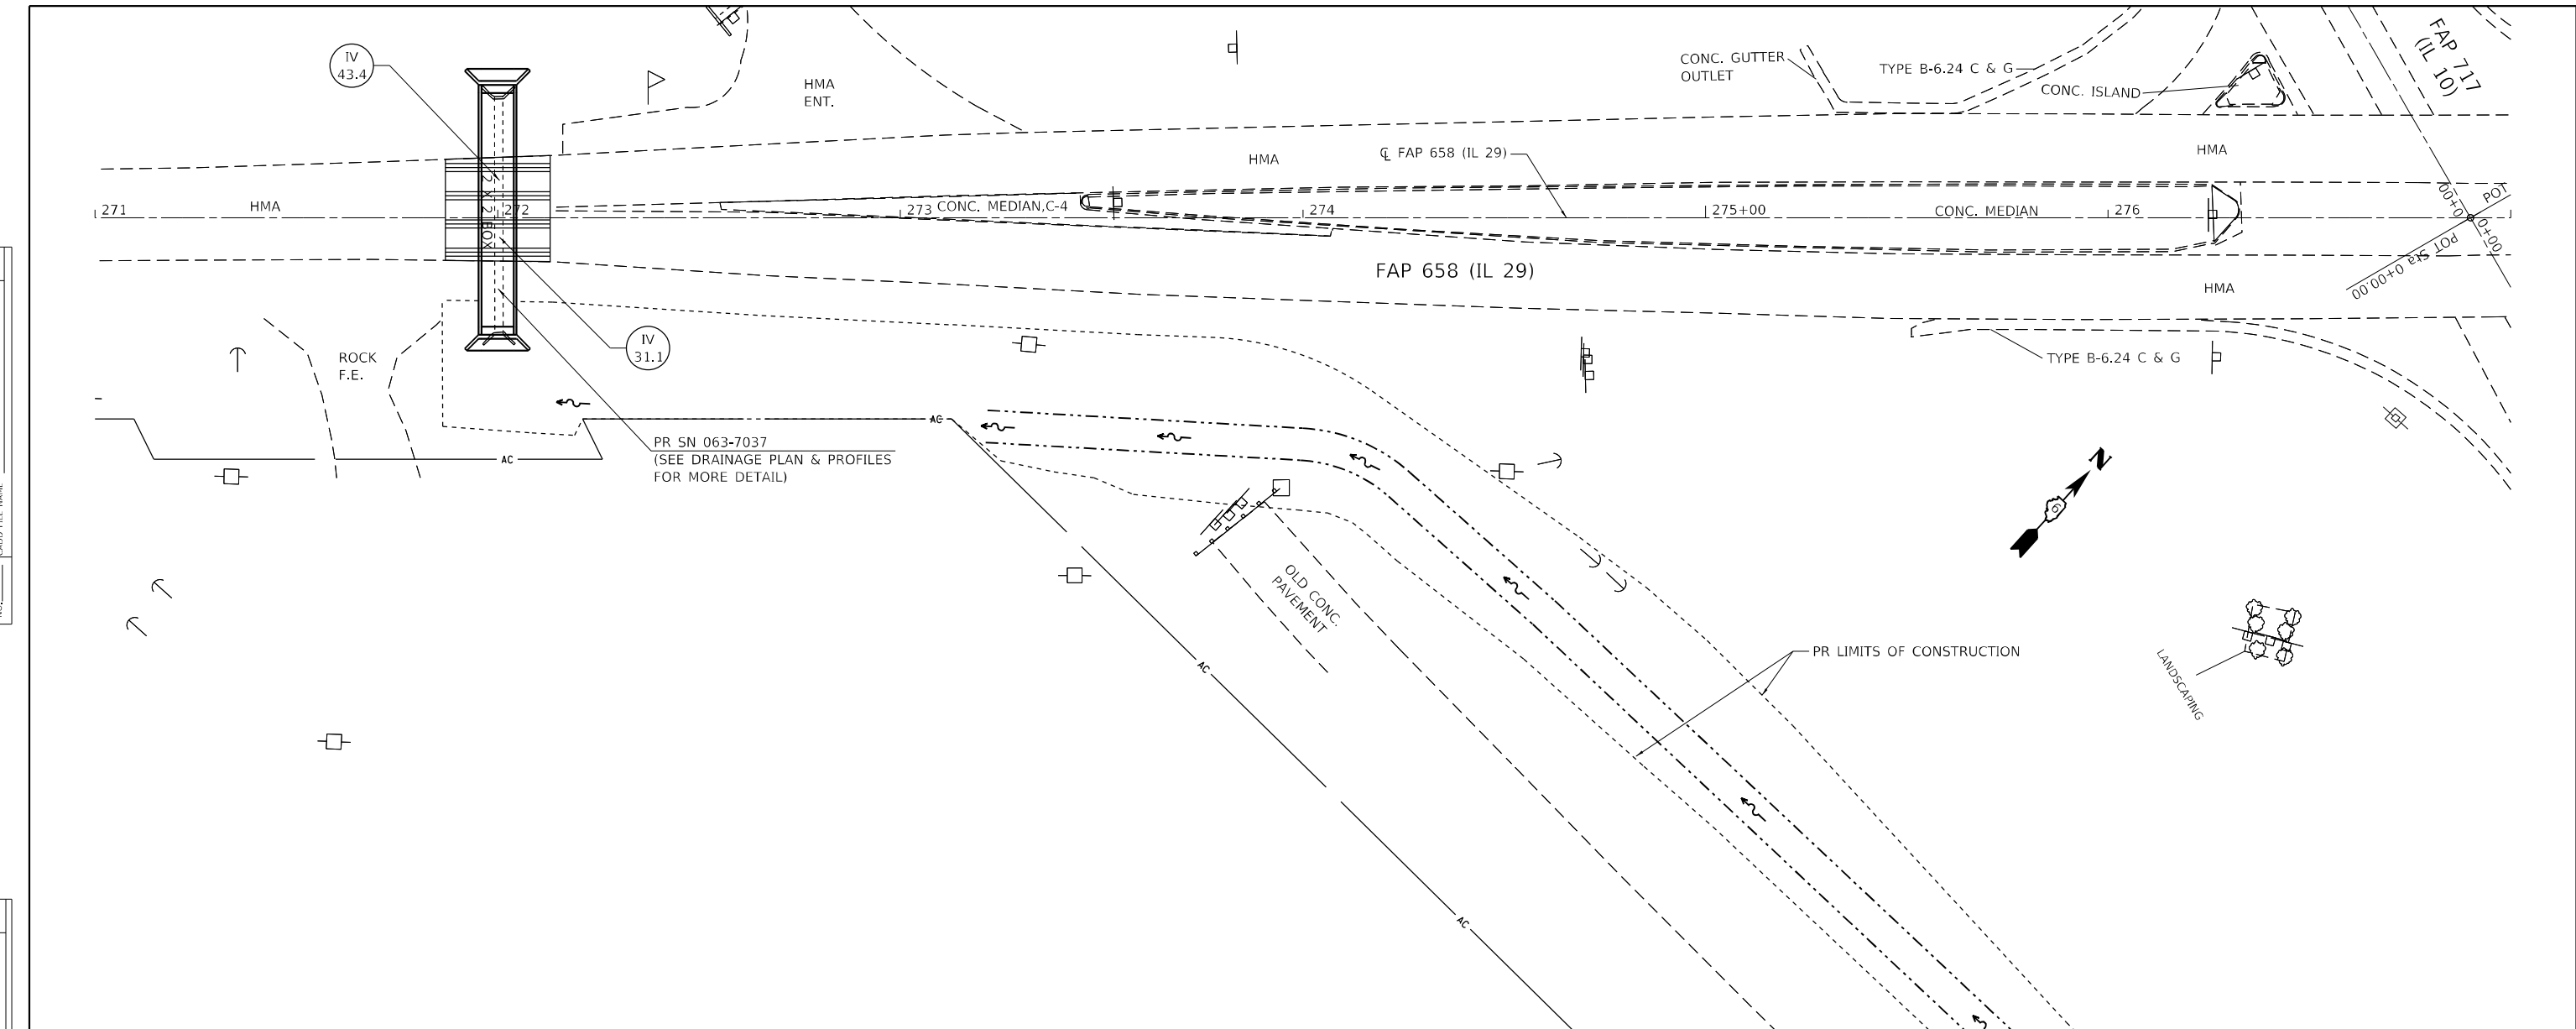 IV
43.4
HMA
ENT.
CONC. GUTTER
OUTLET
TYPE B-6.24 C & G
CONC. ISLAND
FAP 717
(IL 10)
HMA
℄ FAP 658 (IL 29)
HMA
271
HMA
2 X 2 BOX
272
273
CONC. MEDIAN,C-4
274
275+00
CONC. MEDIAN
276
0+00
POT
0+00
POT Sta 0+00.00
FAP 658 (IL 29)
HMA
IV
31.1
ROCK
F.E.
TYPE B-6.24 C & G
AC
AC
PR SN 063-7037
(SEE DRAINAGE PLAN & PROFILES
FOR MORE DETAIL)
N
6
OLD CONC.
PAVEMENT
PR LIMITS OF CONSTRUCTION
LANDSCAPING
AC
AC